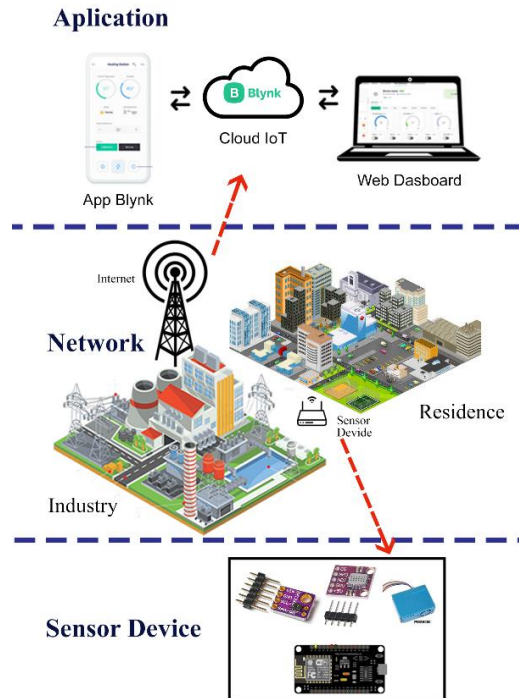 Aplication
B Blynk
Cloud IoT
App Blynk
Web Dasboard
Internet
Network
Sensor
Devide
Residence
Industry
Sensor Device